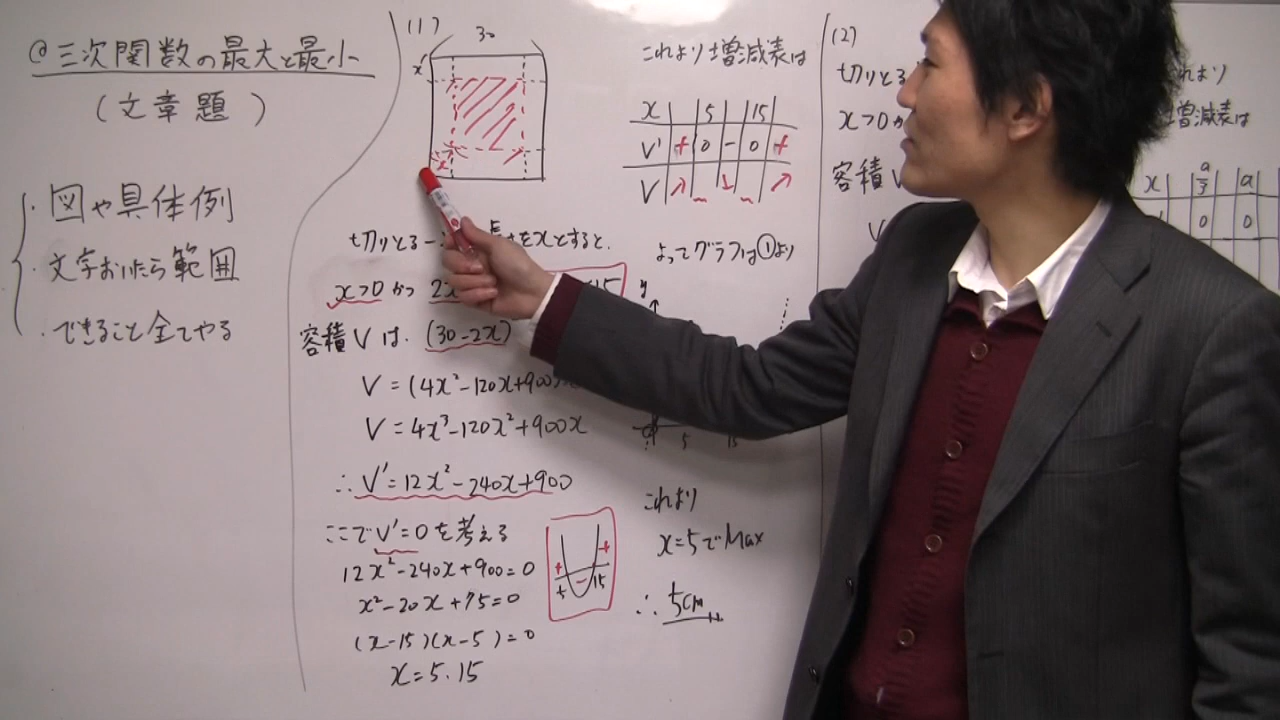 @三次関数の最大と最小
(文章題)
・図や具体例
・文字おいたら範囲
・できること全てやる
(1)
30
x
x
切りとる一
をxとすると、
x>0 かつ 2x
15
容積Vは、(30-2x)
V=(4x²-120x+900)
V=4x³-120x²+900x
∴V'=12x²-240x+900
ここでV'=0を考える
12x²-240x+900=0
x²-20x+75=0
(x-15)(x-5)=0
x=5.15
+ - +
5 15
これより増減表は
x 5 15
V' + 0 - 0 +
V ↗ ↘ ↗
よってグラフは①より
y
5 15
これより
x=5でMax
∴ 5cm
(2)
切りとる
これより
x>0か
増減表は
容積V
V
x a/3 a
0 0